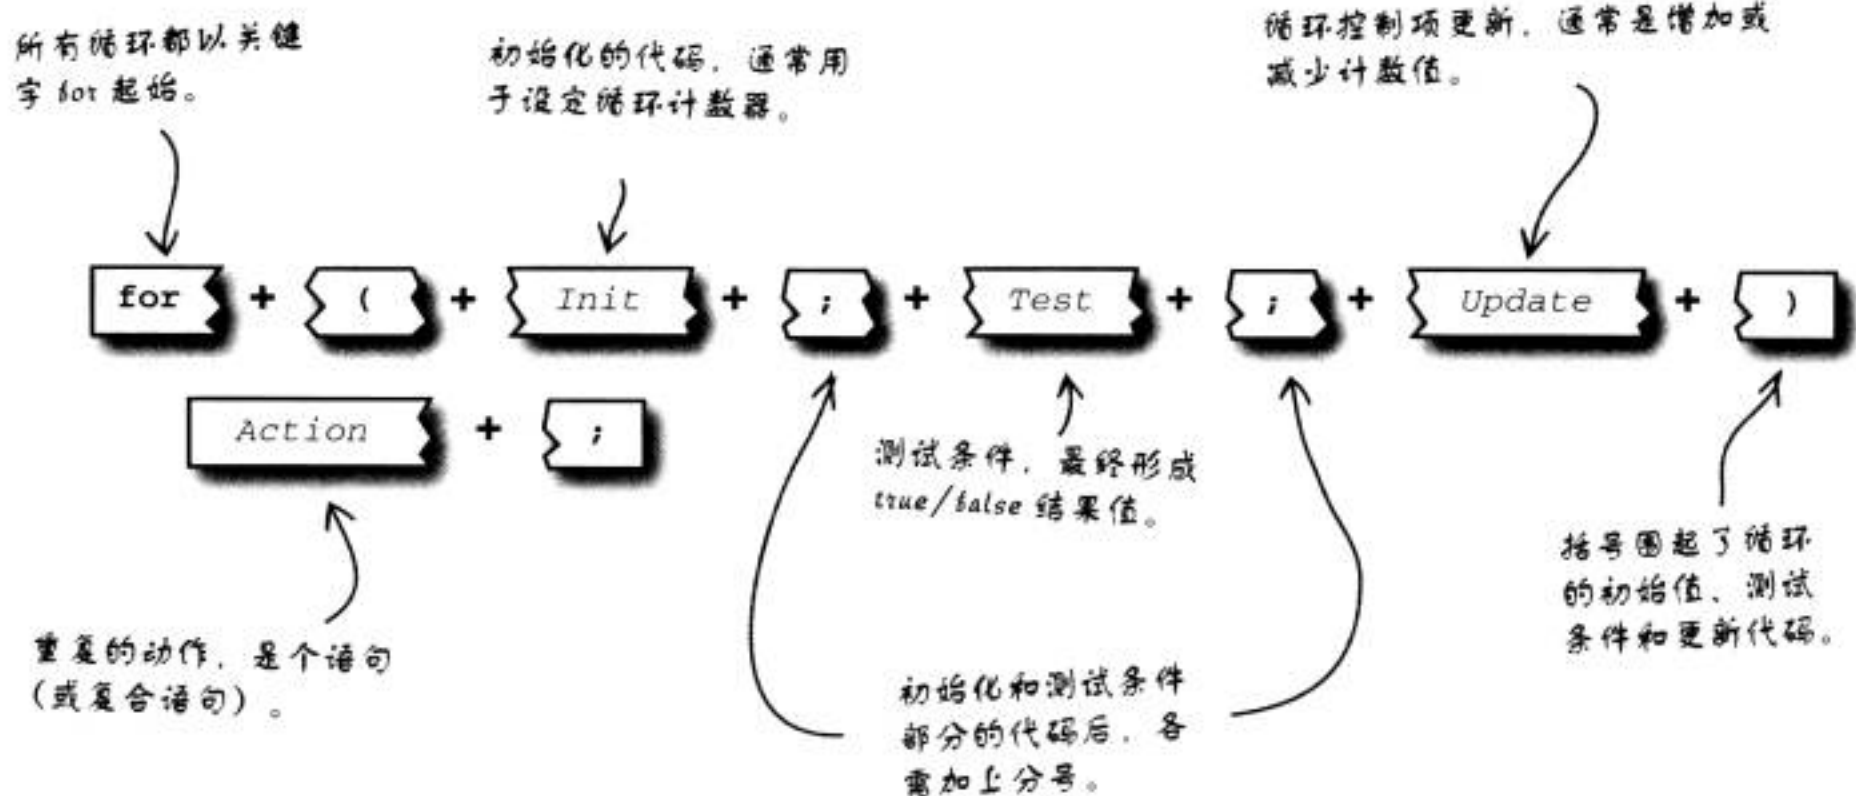 所有循环都以关键
字 for 起始。
初始化的代码，通常用
于设定循环计数器。
循环控制项更新，通常是增加或
减少计数值。
for + ( + Init + ; + Test + ; + Update + )
Action + ;
测试条件，最终形成
true/false 结果值。
括号围起了循环
的初始值、测试
条件和更新代码。
重复的动作，是个语句
(或复合语句)。
初始化和测试条件
部分的代码后，各
需加上分号。